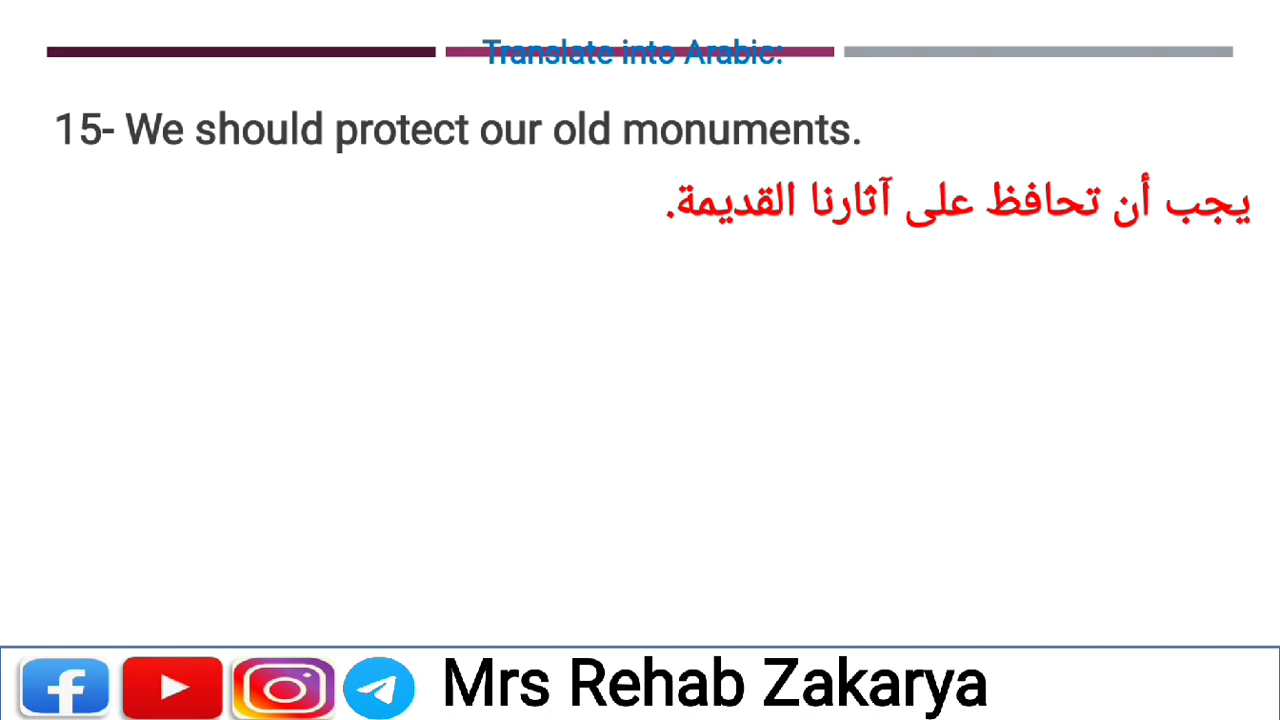 Translate into Arabic:
15- We should protect our old monuments.
يجب أن تحافظ على آثارنا القديمة.
Mrs Rehab Zakarya